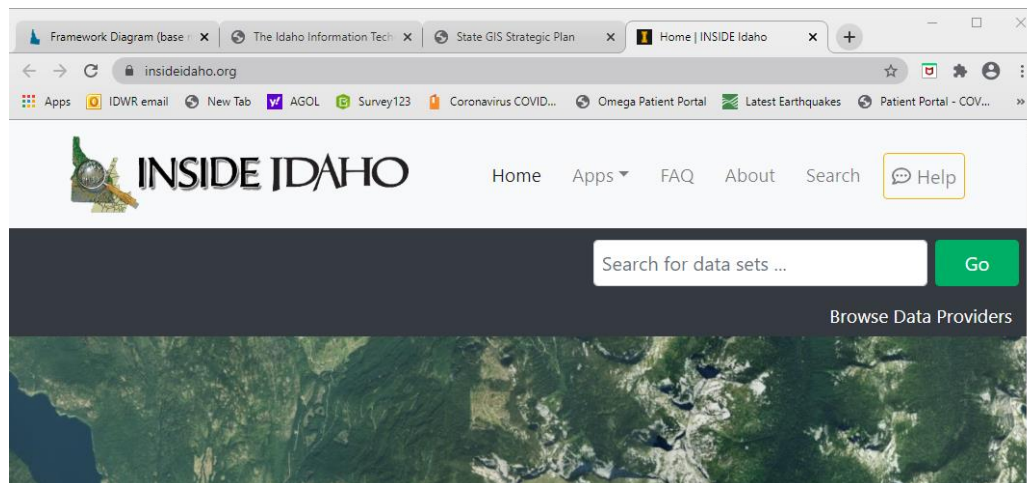 Framework Diagram (base The Idaho Information Tech State GIS Strategic Plan Home | INSIDE Idaho
insideidaho.org
Apps IDWR email New Tab AGOL Survey123 Coronavirus COVID... Omega Patient Portal Latest Earthquakes Patient Portal - COV... »
INSIDE IDAHO Home Apps FAQ About Search Help
Search for data sets ... Go
Browse Data Providers